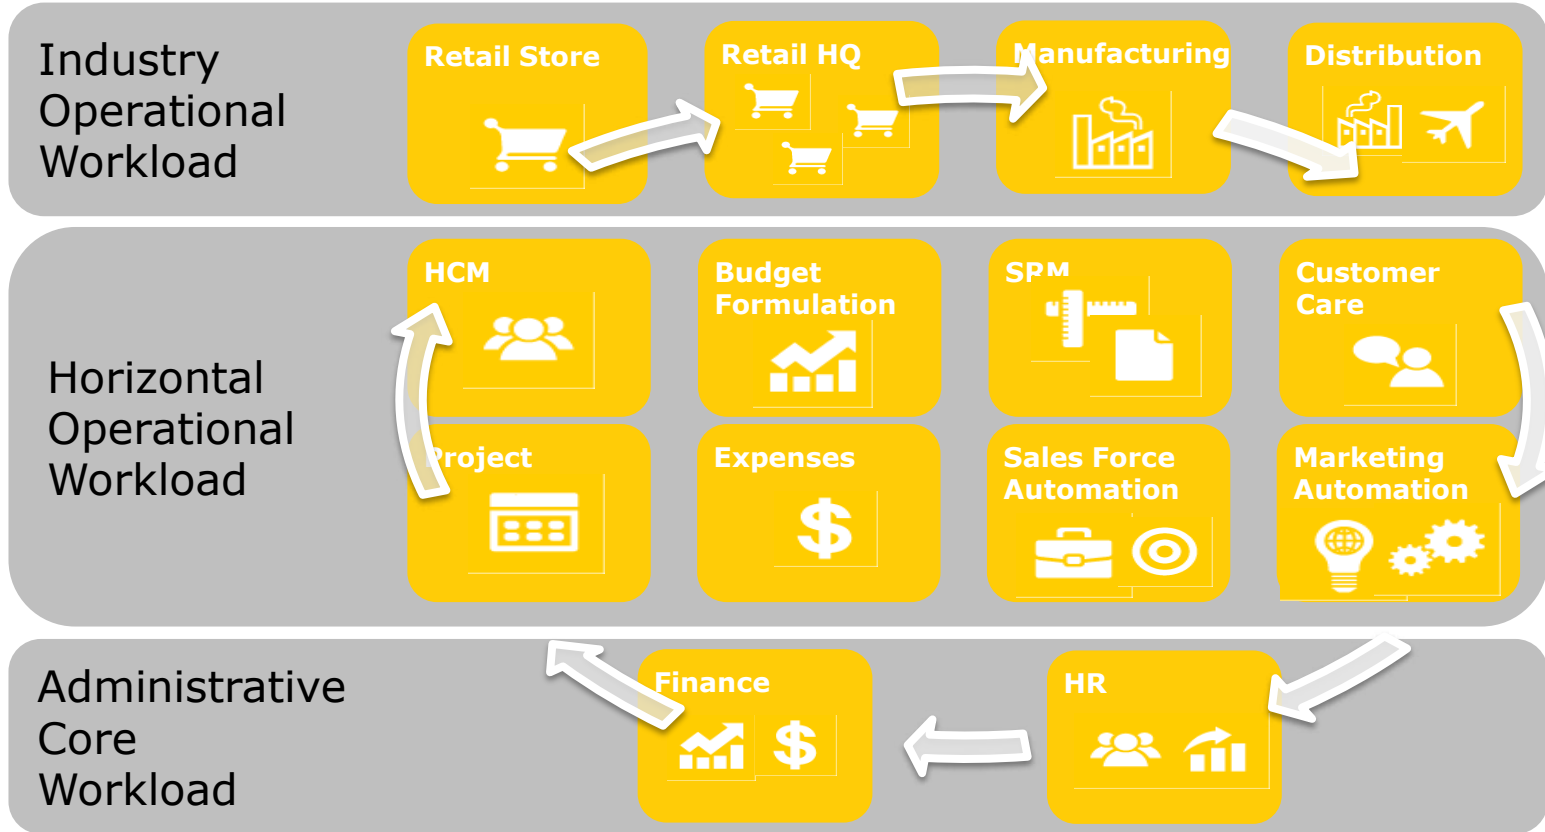 Industry
Operational
Workload
Retail Store
Retail HQ
Manufacturing
Distribution
Horizontal
Operational
Workload
HCM
Budget
Formulation
SRM
Customer
Care
Project
Expenses
Sales Force
Automation
Marketing
Automation
Administrative
Core
Workload
Finance
HR